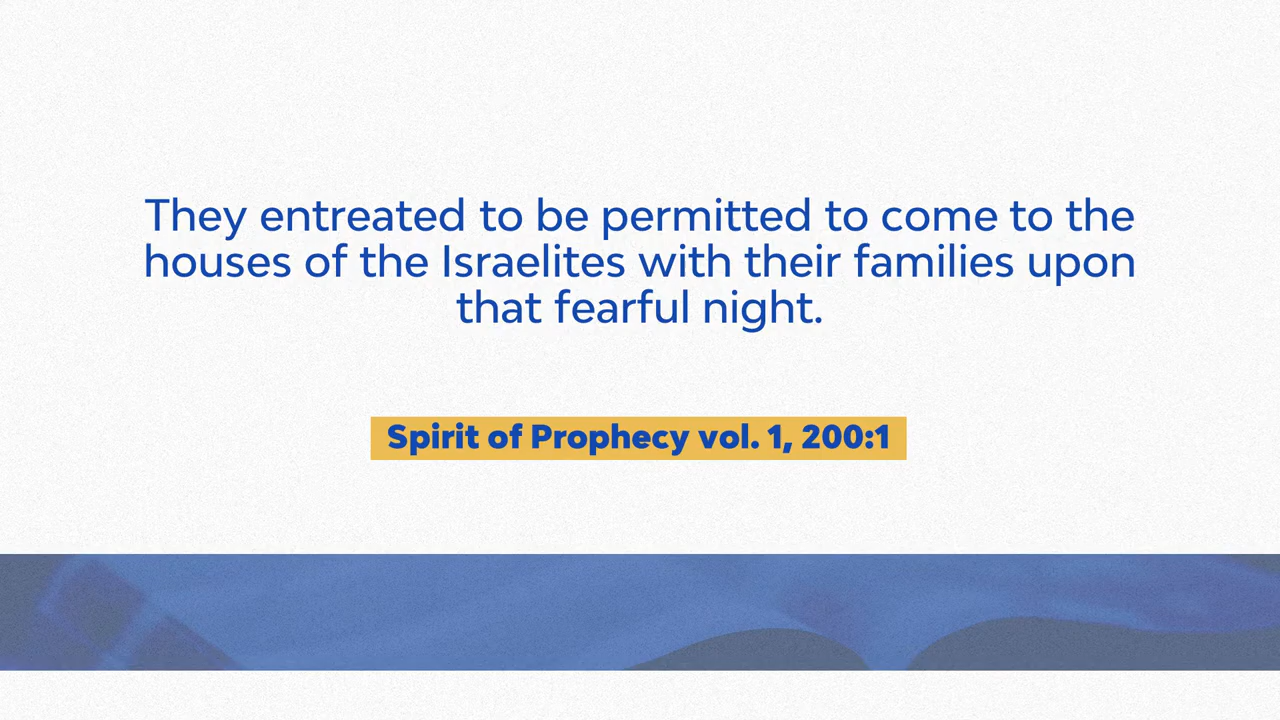 They entreated to be permitted to come to the
houses of the Israelites with their families upon
that fearful night.
Spirit of Prophecy vol. 1, 200:1